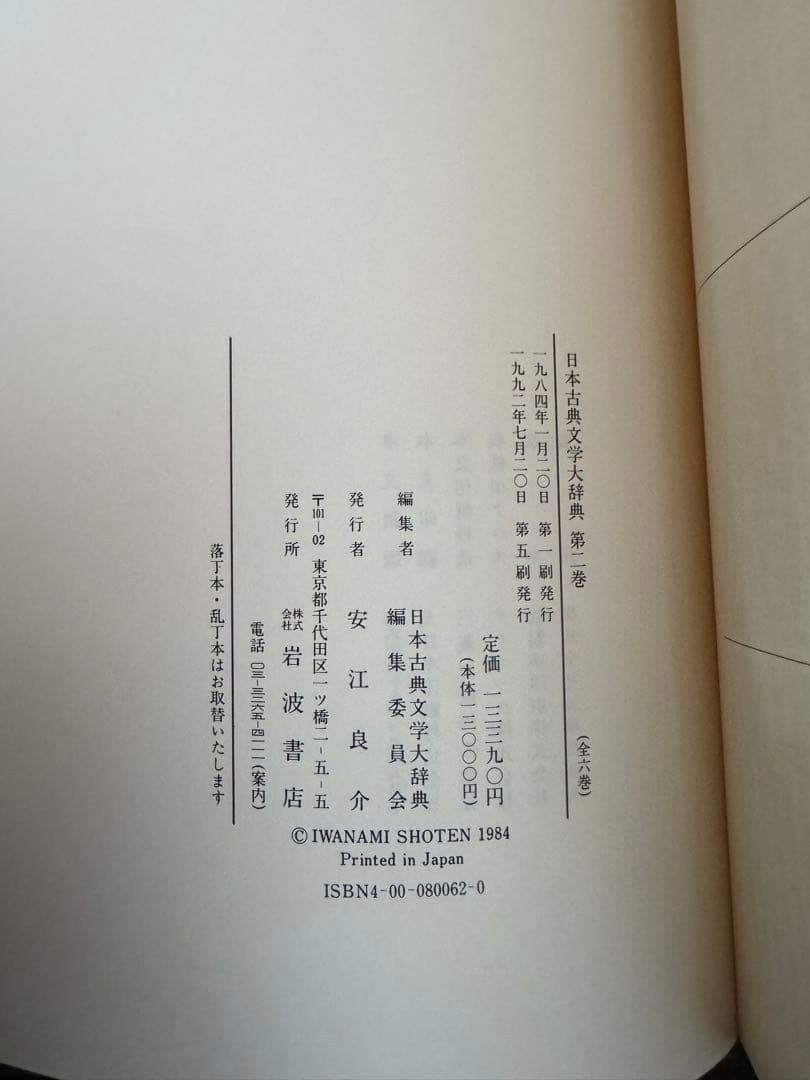 日本古典文学大辞典 第二巻 (全六巻)
一九八四年一月二〇日 第一刷発行
一九九二年七月二〇日 第五刷発行
定価 一三三九〇円
(本体一三〇〇〇円)
編集者 日本古典文学大辞典
編集委員会
発行者 安江良介
〒101-02 東京都千代田区一ツ橋二-五-五
発行所 株式会社 岩波書店
電話 〇三-三二六五-四一一一(案内)
落丁本・乱丁本はお取替いたします
© IWANAMI SHOTEN 1984
Printed in Japan
ISBN4-00-080062-0